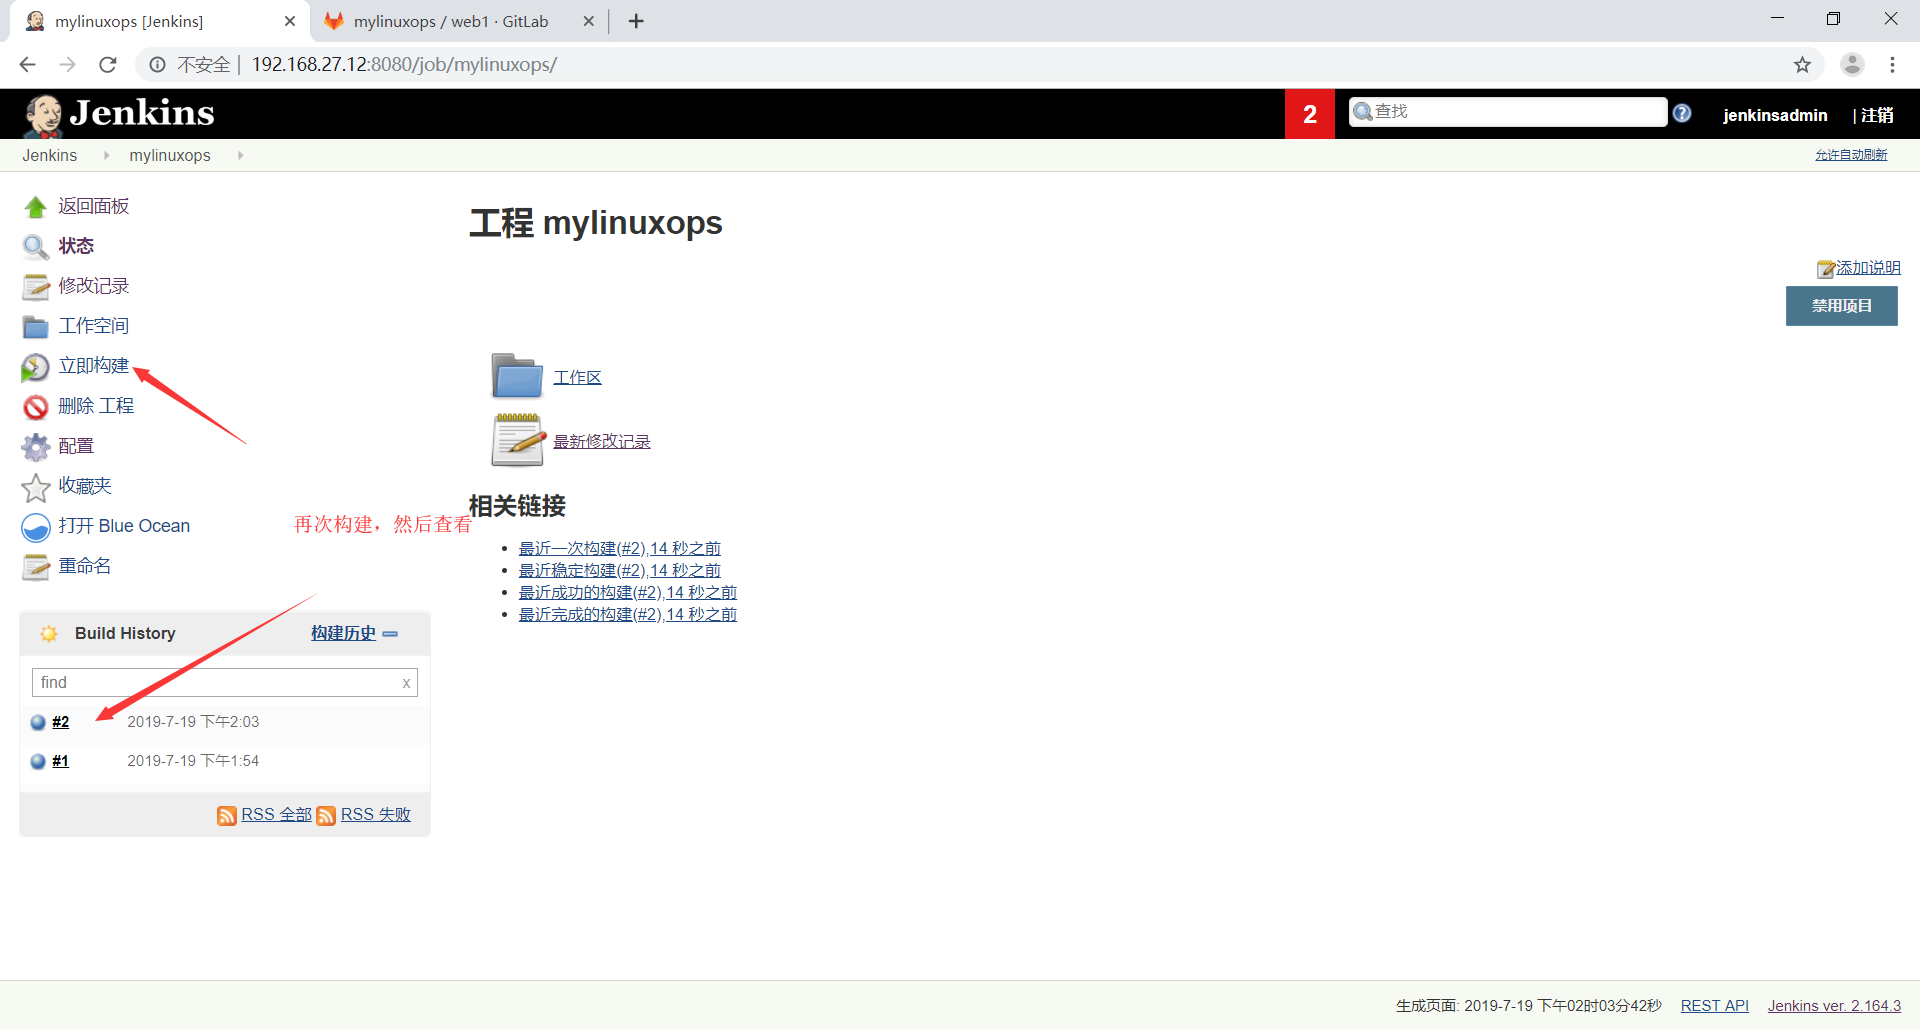 mylinuxops [Jenkins]
mylinuxops / web1 · GitLab
不安全 | 192.168.27.12:8080/job/mylinuxops/
Jenkins
2
查找
jenkinsadmin
| 注销
Jenkins
mylinuxops
允许自动刷新
返回面板
状态
修改记录
工作空间
立即构建
删除 工程
配置
收藏夹
打开 Blue Ocean
重命名
工程 mylinuxops
添加说明
禁用项目
工作区
最新修改记录
再次构建，然后查看
相关链接
最近一次构建(#2),14 秒之前
最近稳定构建(#2),14 秒之前
最近成功的构建(#2),14 秒之前
最近完成的构建(#2),14 秒之前
Build History
构建历史
find
x
#2 2019-7-19 下午2:03
#1 2019-7-19 下午1:54
RSS 全部 RSS 失败
生成页面: 2019-7-19 下午02时03分42秒 REST API Jenkins ver. 2.164.3